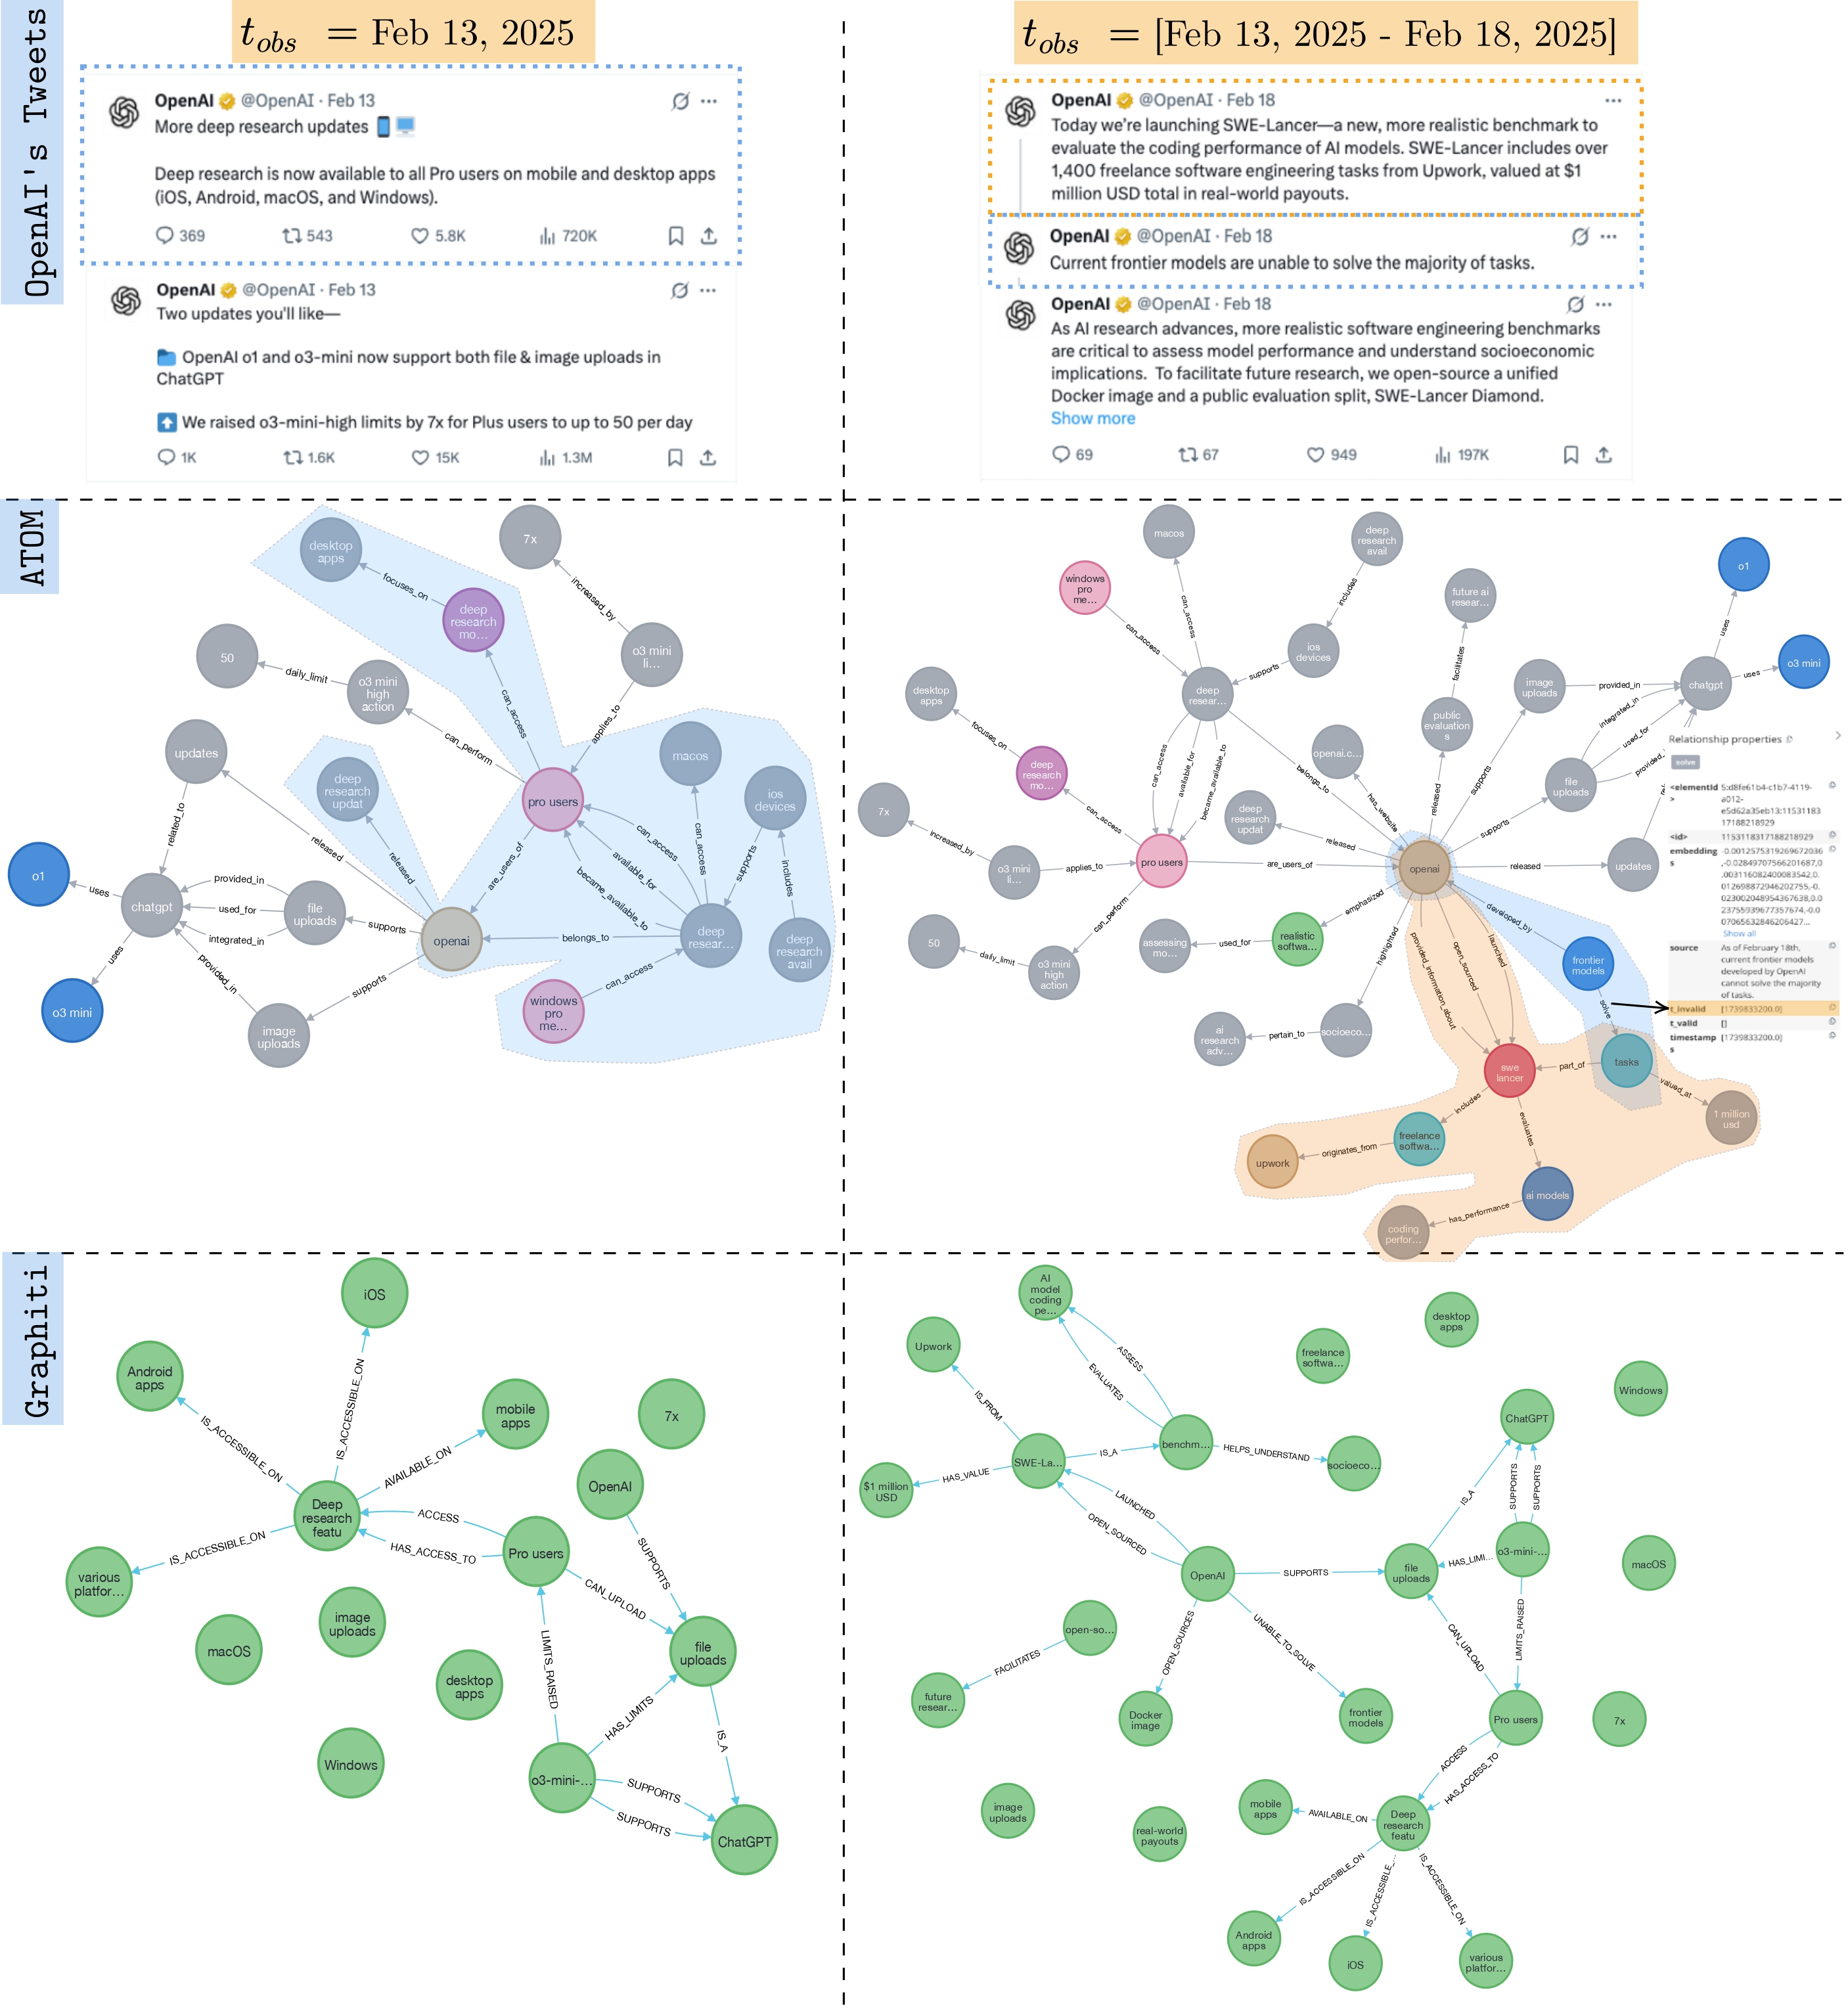 OpenAI's Tweets
t_obs = Feb 13, 2025
OpenAI @OpenAI · Feb 13
More deep research updates
Deep research is now available to all Pro users on mobile and desktop apps
(iOS, Android, macOS, and Windows).
369 543 5.8K 720K
OpenAI @OpenAI · Feb 13
Two updates you'll like—
OpenAI o1 and o3-mini now support both file & image uploads in
ChatGPT
We raised o3-mini-high limits by 7x for Plus users to up to 50 per day
1K 1.6K 15K 1.3M
t_obs = [Feb 13, 2025 - Feb 18, 2025]
OpenAI @OpenAI · Feb 18
Today we're launching SWE-Lancer—a new, more realistic benchmark to
evaluate the coding performance of AI models. SWE-Lancer includes over
1,400 freelance software engineering tasks from Upwork, valued at $1
million USD total in real-world payouts.
OpenAI @OpenAI · Feb 18
Current frontier models are unable to solve the majority of tasks.
OpenAI @OpenAI · Feb 18
As AI research advances, more realistic software engineering benchmarks
are critical to assess model performance and understand socioeconomic
implications. To facilitate future research, we open-source a unified
Docker image and a public evaluation split, SWE-Lancer Diamond.
Show more
69 67 949 197K
ATOM
desktop
apps
7x
focuses_on
increased_by
deep
research
mo...
50
daily_limit
o3 mini
high
action
o3 mini
li...
can_access
applies_to
can_perform
updates
deep
research
updat
pro users
macos
ios
devices
related_to
released
released
are_users_of
can_access
available_for
became_available_to
can_access
supports
includes
o1
uses
chatgpt
provided_in
used_for
integrated_in
file
uploads
supports
openai
belongs_to
deep
resear...
deep
research
avail
uses
provided_in
supports
can_access
o3 mini
image
uploads
windows
pro
me...
macos
deep
research
avail
windows
pro
me...
can_access
can_access
includes
future ai
resear...
o1
uses
ios
devices
supports
facilitates
o3 mini
uses
desktop
apps
deep
resear...
image
uploads
provided_in
chatgpt
focuses_on
public
evaluation
s
integrated_in
used_for
provided_
rel
deep
research
mo...
can_access
available_for
became_available_to
belongs_to
openai.c...
has_website
released
supports
file
uploads
7x
increased_by
can_access
deep
research
updat
released
supports
o3 mini
li...
applies_to
pro users
are_users_of
openai
released
updates
can_perform
50
daily_limit
o3 mini
high
action
assessing
mo...
used_for
realistic
softwa...
emphasized
highlighted
provided_information_about
open_sourced
launched
developed_by
frontier
models
solve
ai
research
adv...
pertain_to
socioeco...
swe
lancer
part_of
tasks
valued_at
1 million
usd
includes
evaluates
freelance
softwa...
upwork
originates_from
ai models
has_performance
coding
perfor...
Relationship properties
solve
<elementId
>
5:d8fe61b4-c1b7-4119-
a012-
e5d62a35eb13:11531183
17188218929
<id>
1153118317188218929
embedding
s
-0.0012575319269672036
,-0.02849707566201687,0
.003116082400083542,0.
012698872946202755,-0.
02300204895436763​8,0.0
23755939677357674,-0.0
07065632846206427...
Show all
source
As of February 18th,
current frontier models
developed by OpenAI
cannot solve the majority
of tasks.
t_invalid [1739833200.0]
t_valid []
timestamp
s
[1739833200.0]
Graphiti
iOS
Android
apps
IS_ACCESSIBLE_ON
IS_ACCESSIBLE_ON
mobile
apps
7x
AVAILABLE_ON
OpenAI
Deep
research
featu
ACCESS
HAS_ACCESS_TO
IS_ACCESSIBLE_ON
various
platfor...
Pro users
SUPPORTS
CAN_UPLOAD
image
uploads
macOS
file
uploads
LIMITS_RAISED
desktop
apps
HAS_LIMITS
Windows
IS_A
o3-mini-...
SUPPORTS
SUPPORTS
ChatGPT
AI
model
coding
pe...
Upwork
ASSESS
EVALUATES
freelance
softwa...
desktop
apps
Windows
IS_FROM
ChatGPT
SWE-La...
IS_A
benchm...
HELPS_UNDERSTAND
socioeco...
HAS_VALUE
$1 million
USD
LAUNCHED
OPEN_SOURCED
IS_A
SUPPORTS
SUPPORTS
OpenAI
SUPPORTS
file
uploads
HAS_LIMI...
o3-mini-...
macOS
open-so...
FACILITATES
OPEN_SOURCES
UNABLE_TO_SOLVE
CAN_UPLOAD
LIMITS_RAISED
future
resear...
Docker
image
frontier
models
Pro users
7x
ACCESS
HAS_ACCESS_TO
image
uploads
real-world
payouts
mobile
apps
AVAILABLE_ON
Deep
research
featu
IS_ACCESSIBLE_ON
IS_ACCESSIBLE_...
IS_ACCESSIBLE_ON
Android
apps
iOS
various
platfor...